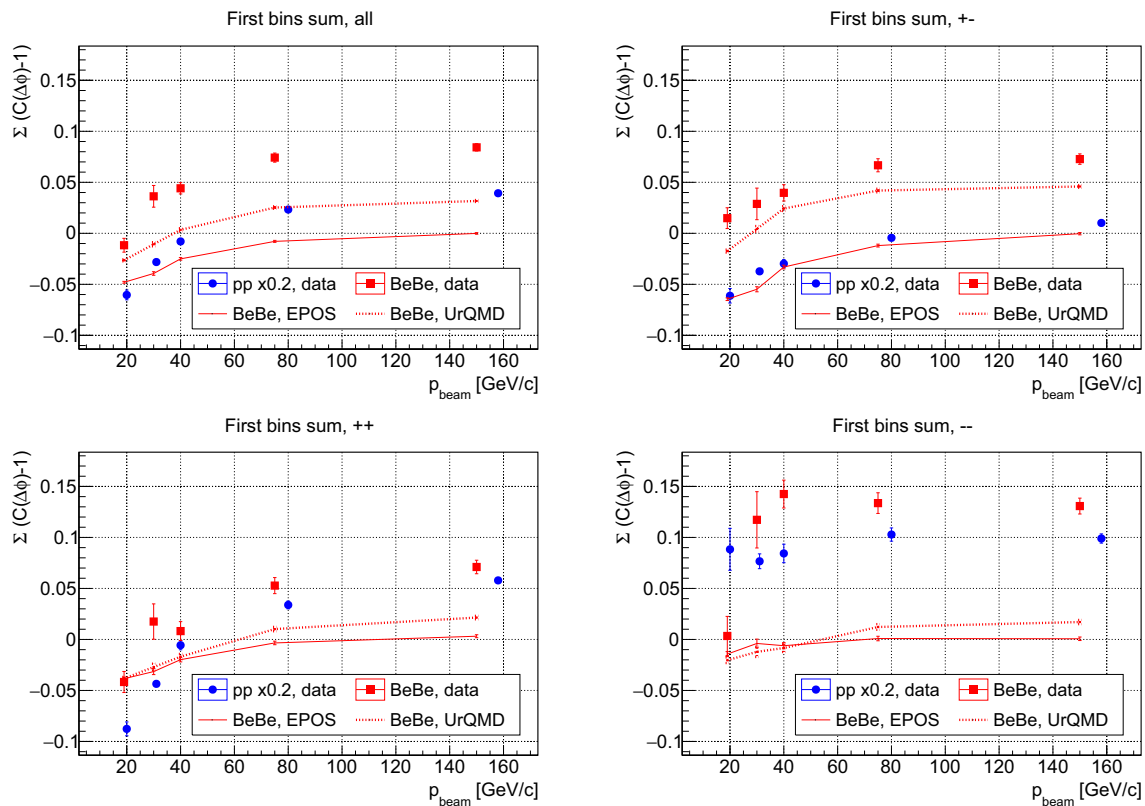 First bins sum, all
Σ (C(Δϕ)-1)
0.15
0.1
0.05
0
−0.05
−0.1
pp x0.2, data
BeBe, data
BeBe, EPOS
BeBe, UrQMD
20 40 60 80 100 120 140 160
p_beam [GeV/c]
First bins sum, +-
Σ (C(Δϕ)-1)
0.15
0.1
0.05
0
−0.05
−0.1
pp x0.2, data
BeBe, data
BeBe, EPOS
BeBe, UrQMD
20 40 60 80 100 120 140 160
p_beam [GeV/c]
First bins sum, ++
Σ (C(Δϕ)-1)
0.15
0.1
0.05
0
−0.05
−0.1
pp x0.2, data
BeBe, data
BeBe, EPOS
BeBe, UrQMD
20 40 60 80 100 120 140 160
p_beam [GeV/c]
First bins sum, --
Σ (C(Δϕ)-1)
0.15
0.1
0.05
0
−0.05
−0.1
pp x0.2, data
BeBe, data
BeBe, EPOS
BeBe, UrQMD
20 40 60 80 100 120 140 160
p_beam [GeV/c]